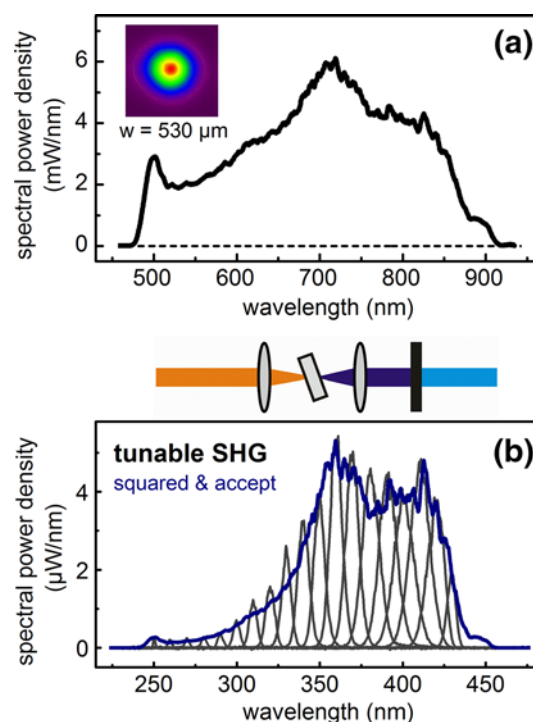 (a)
w = 530 µm
spectral power density
(mW/nm)
6
4
2
0
500 600 700 800 900
wavelength (nm)
(b)
tunable SHG
squared & accept
spectral power density
(µW/nm)
4
2
0
250 300 350 400 450
wavelength (nm)